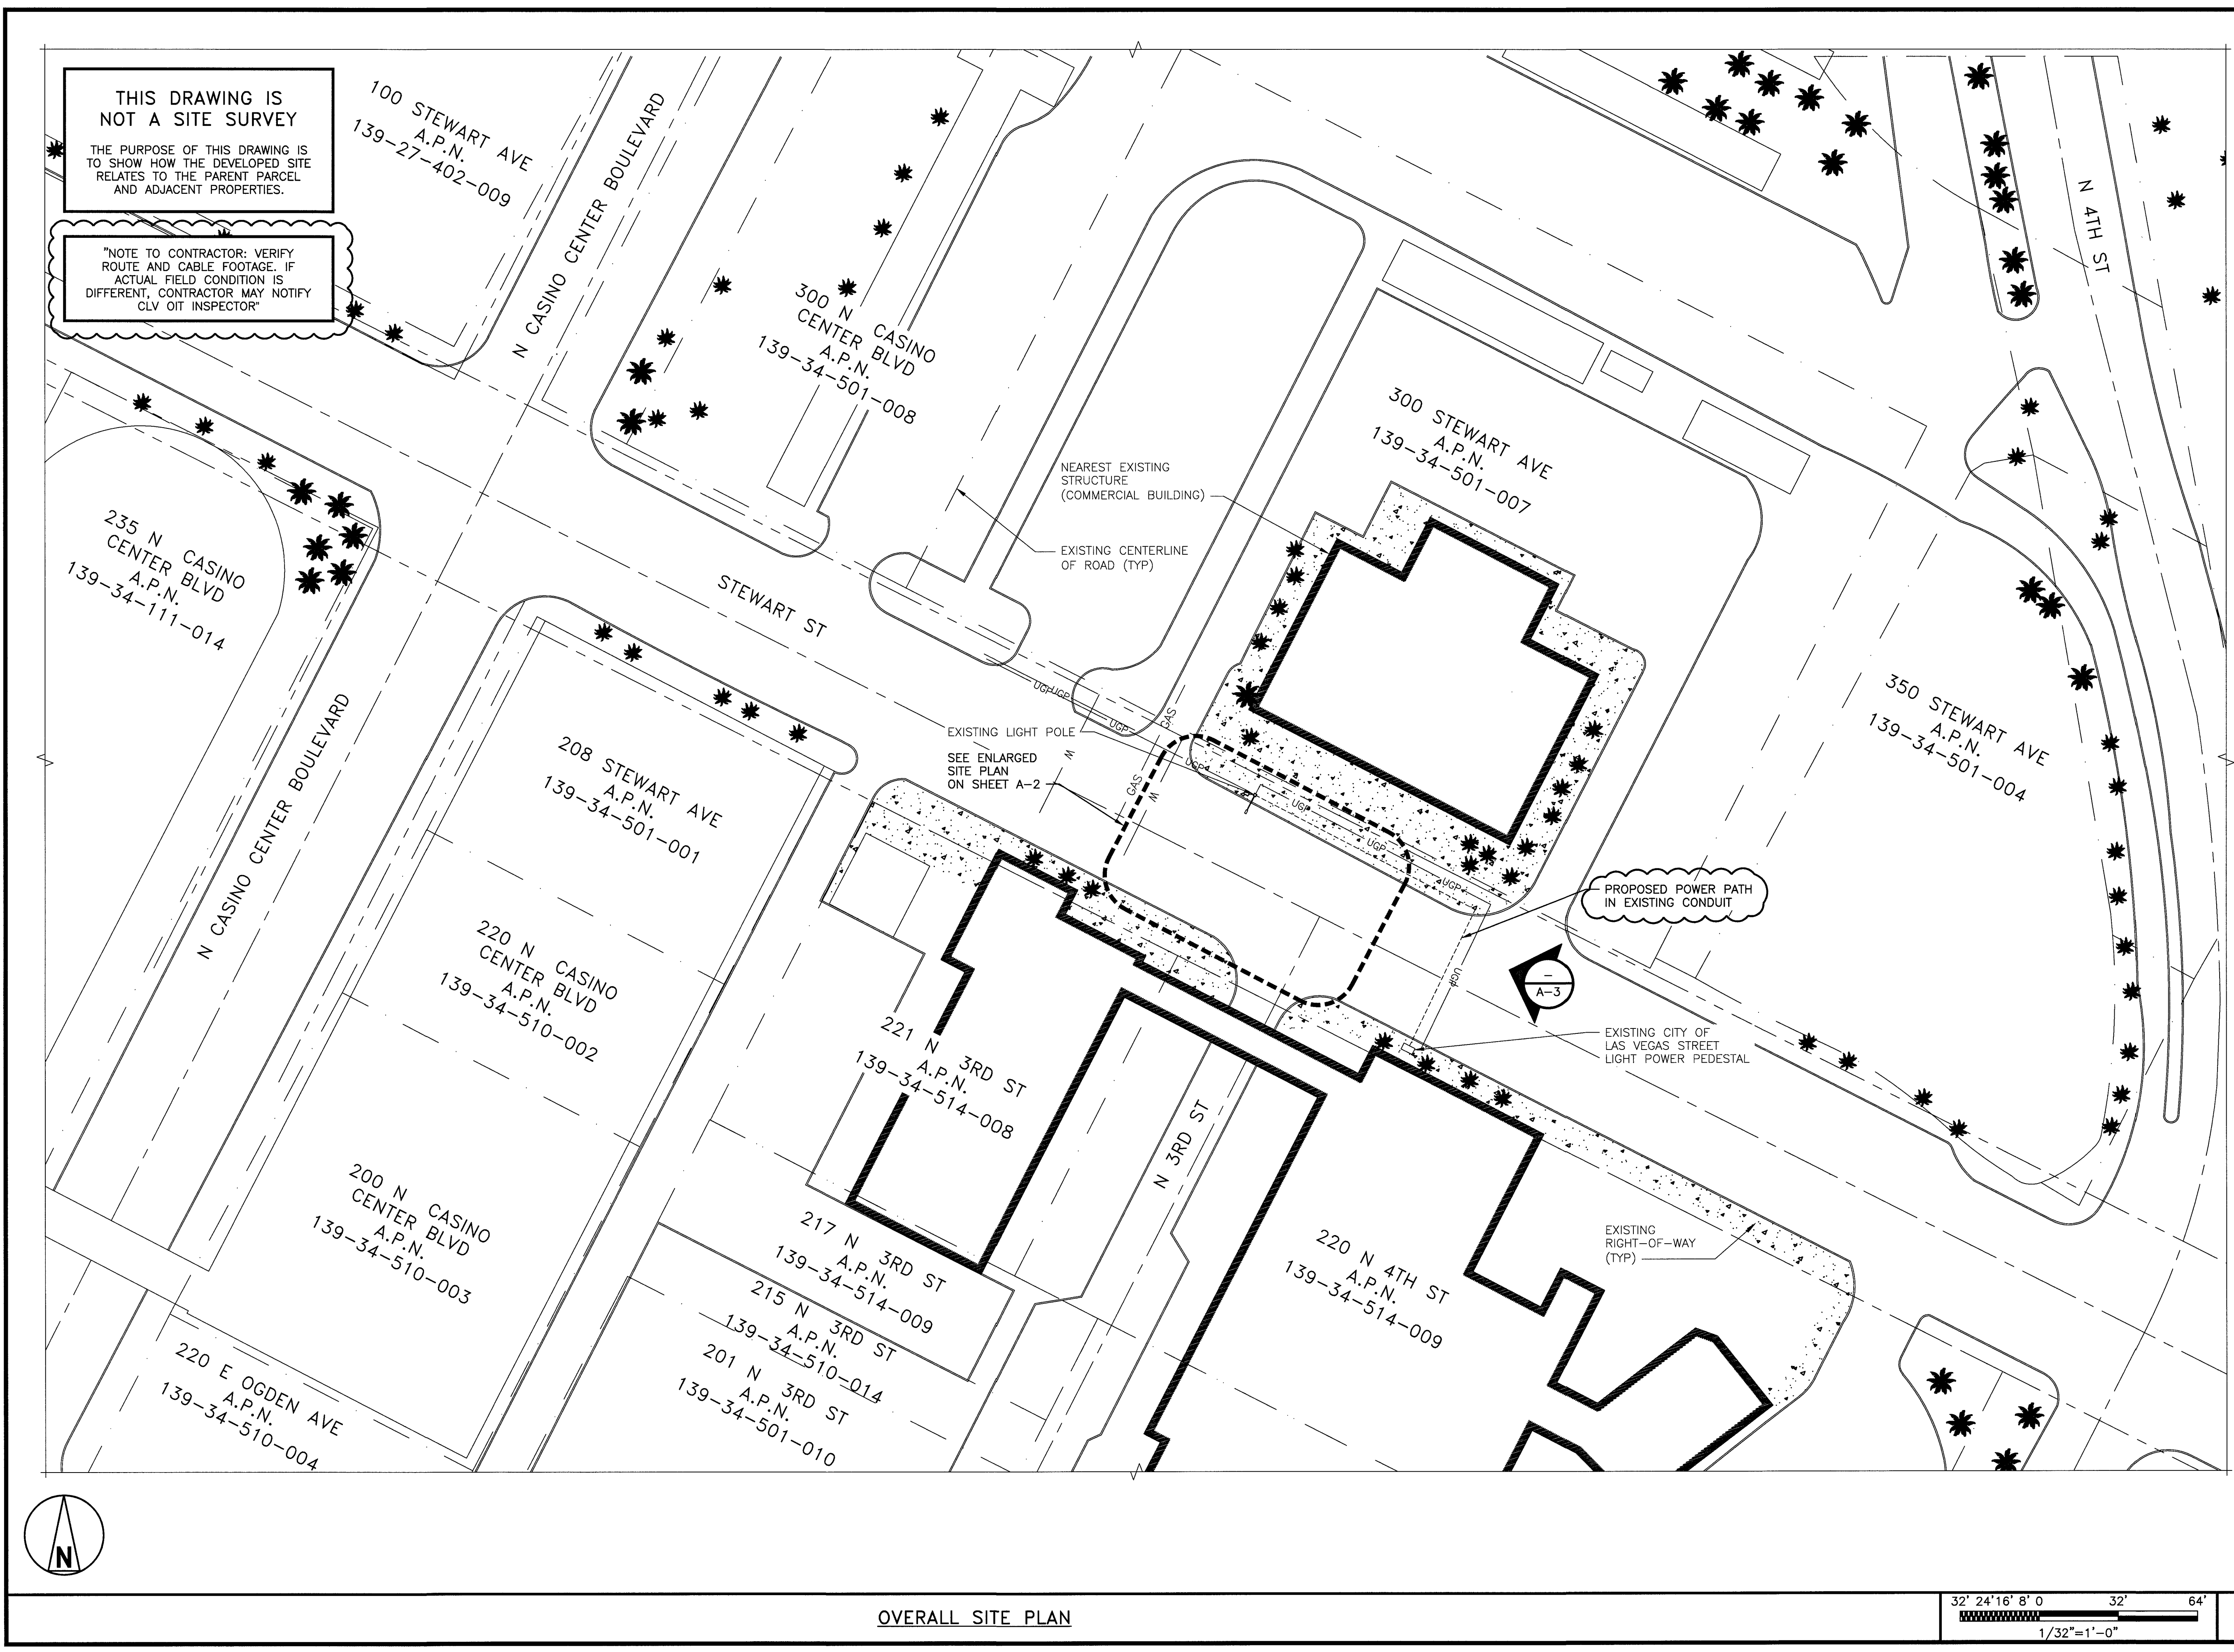 THIS DRAWING IS
NOT A SITE SURVEY
THE PURPOSE OF THIS DRAWING IS
TO SHOW HOW THE DEVELOPED SITE
RELATES TO THE PARENT PARCEL
AND ADJACENT PROPERTIES.
"NOTE TO CONTRACTOR: VERIFY
ROUTE AND CABLE FOOTAGE. IF
ACTUAL FIELD CONDITION IS
DIFFERENT, CONTRACTOR MAY NOTIFY
CLV OIT INSPECTOR"
100 STEWART AVE
A.P.N.
139-27-402-009
N CASINO CENTER BOULEVARD
300 N CASINO
CENTER BLVD
A.P.N.
139-34-501-008
N 4TH ST
300 STEWART AVE
A.P.N.
139-34-501-007
NEAREST EXISTING
STRUCTURE
(COMMERCIAL BUILDING)
EXISTING CENTERLINE
OF ROAD (TYP)
235 N CASINO
CENTER BLVD
A.P.N.
139-34-111-014
STEWART ST
UGP
UGP
UGP
GAS
EXISTING LIGHT POLE
W
SEE ENLARGED
SITE PLAN
ON SHEET A-2
GAS
W
UGP
UGP
UGP
UGP
350 STEWART AVE
A.P.N.
139-34-501-004
208 STEWART AVE
A.P.N.
139-34-501-001
N CASINO CENTER BOULEVARD
PROPOSED POWER PATH
IN EXISTING CONDUIT
UGP
–
A-3
220 N CASINO
CENTER BLVD
A.P.N.
139-34-510-002
221 N 3RD ST
A.P.N.
139-34-514-008
EXISTING CITY OF
LAS VEGAS STREET
LIGHT POWER PEDESTAL
N 3RD ST
200 N CASINO
CENTER BLVD
A.P.N.
139-34-510-003
217 N 3RD ST
A.P.N.
139-34-514-009
220 N 4TH ST
A.P.N.
139-34-514-009
EXISTING
RIGHT-OF-WAY
(TYP)
215 N 3RD ST
A.P.N.
139-34-510-014
201 N 3RD ST
A.P.N.
139-34-501-010
220 E OGDEN AVE
A.P.N.
139-34-510-004
N
OVERALL SITE PLAN
32' 24'16' 8' 0 32' 64'
1/32"=1'-0"